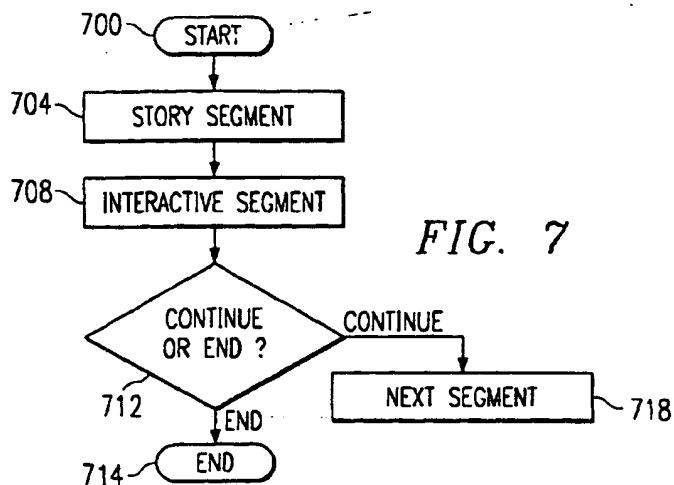 700
START
704
STORY SEGMENT
708
INTERACTIVE SEGMENT
FIG. 7
CONTINUE
OR END ?
CONTINUE
712
END
NEXT SEGMENT
718
714
END